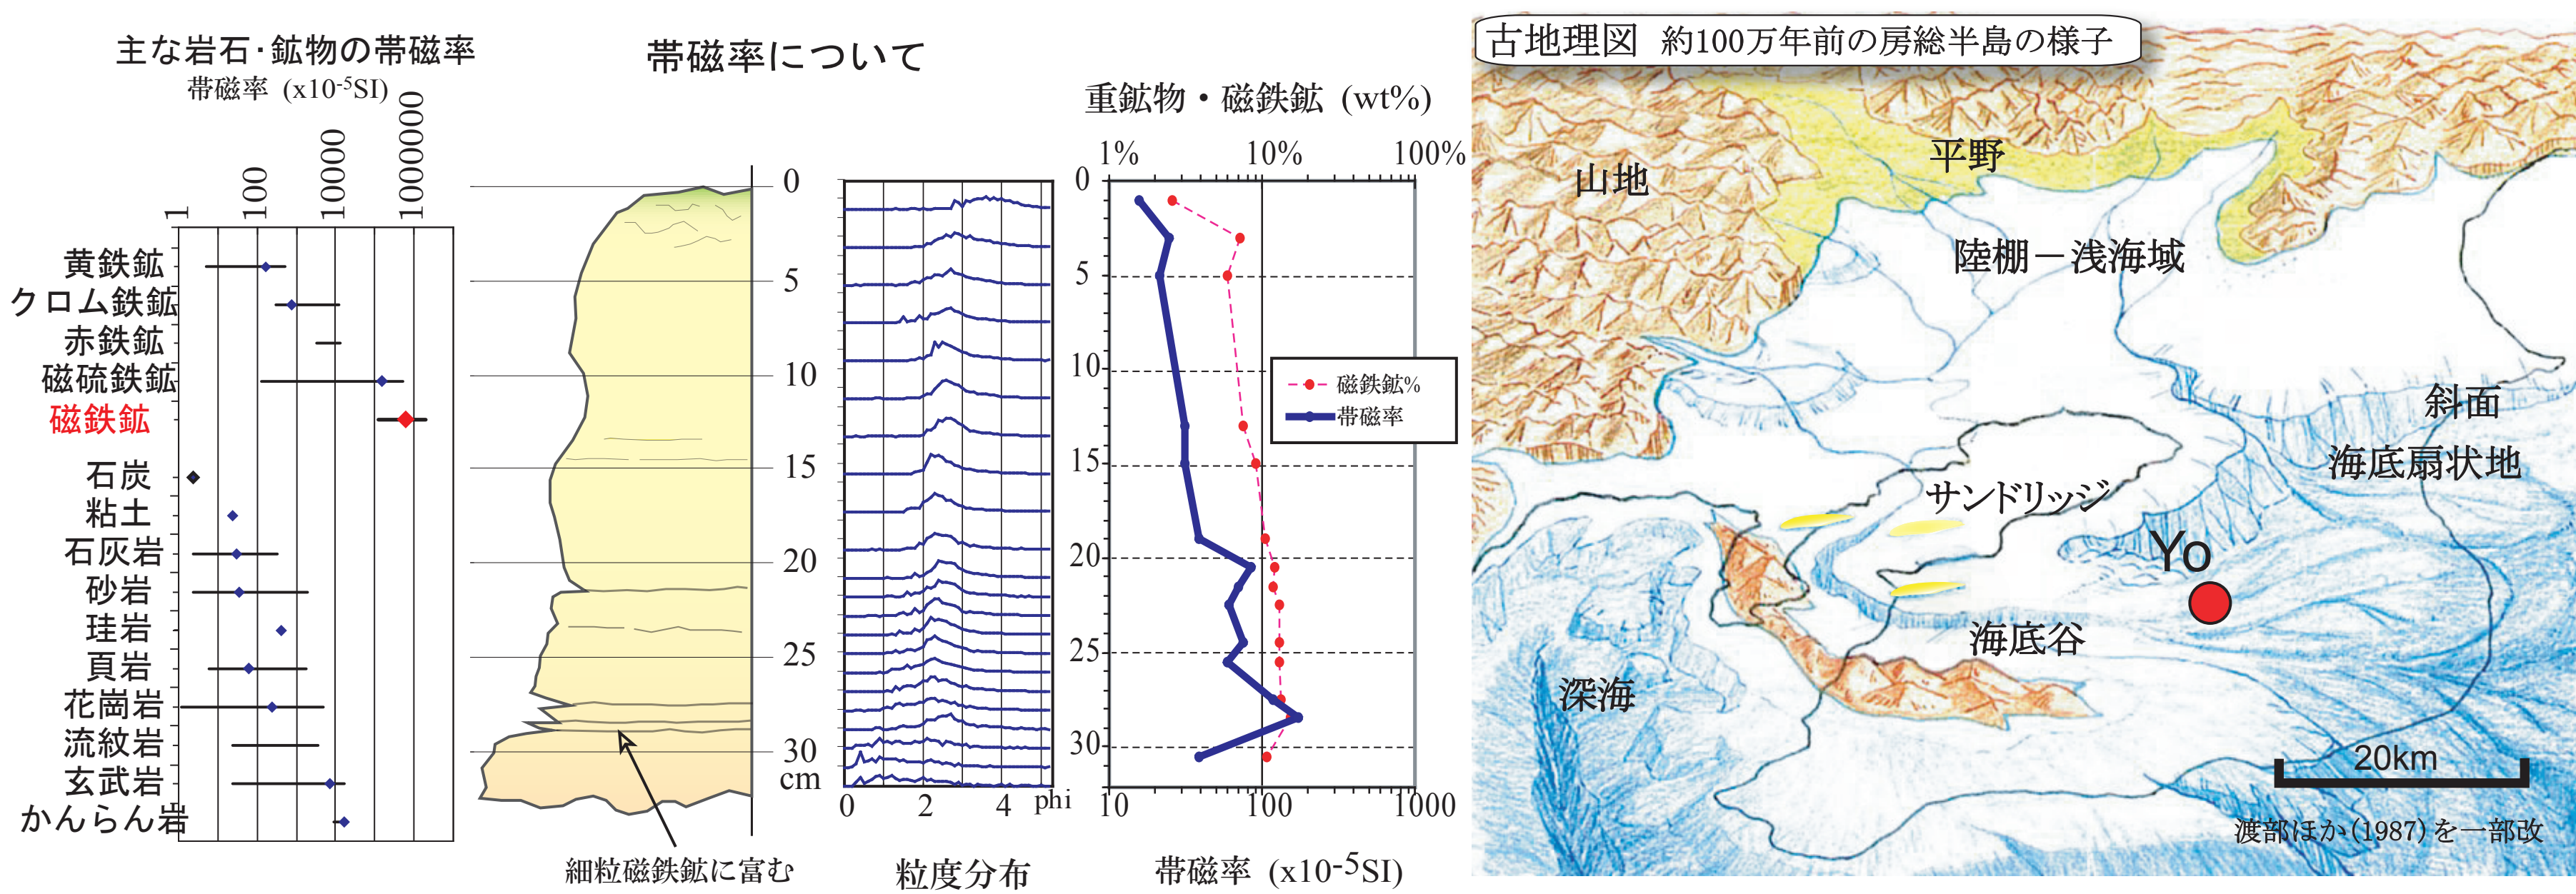 主な岩石･鉱物の帯磁率
帯磁率 (x10-5SI)
1
100
10000
1000000
黄鉄鉱
クロム鉄鉱
赤鉄鉱
磁硫鉄鉱
磁鉄鉱
石炭
粘土
石灰岩
砂岩
珪岩
頁岩
花崗岩
流紋岩
玄武岩
かんらん岩
帯磁率について
0
5
10
15
20
25
30
cm
細粒磁鉄鉱に富む
0
2
4
phi
粒度分布
重鉱物・磁鉄鉱 (wt%)
1%
10%
100%
0
5
10
15
20
25
30
磁鉄鉱%
帯磁率
10
100
1000
帯磁率 (x10-5SI)
古地理図 約100万年前の房総半島の様子
山地
平野
陸棚－浅海域
斜面
海底扇状地
サンドリッジ
Yo
海底谷
深海
20km
渡部ほか(1987)を一部改